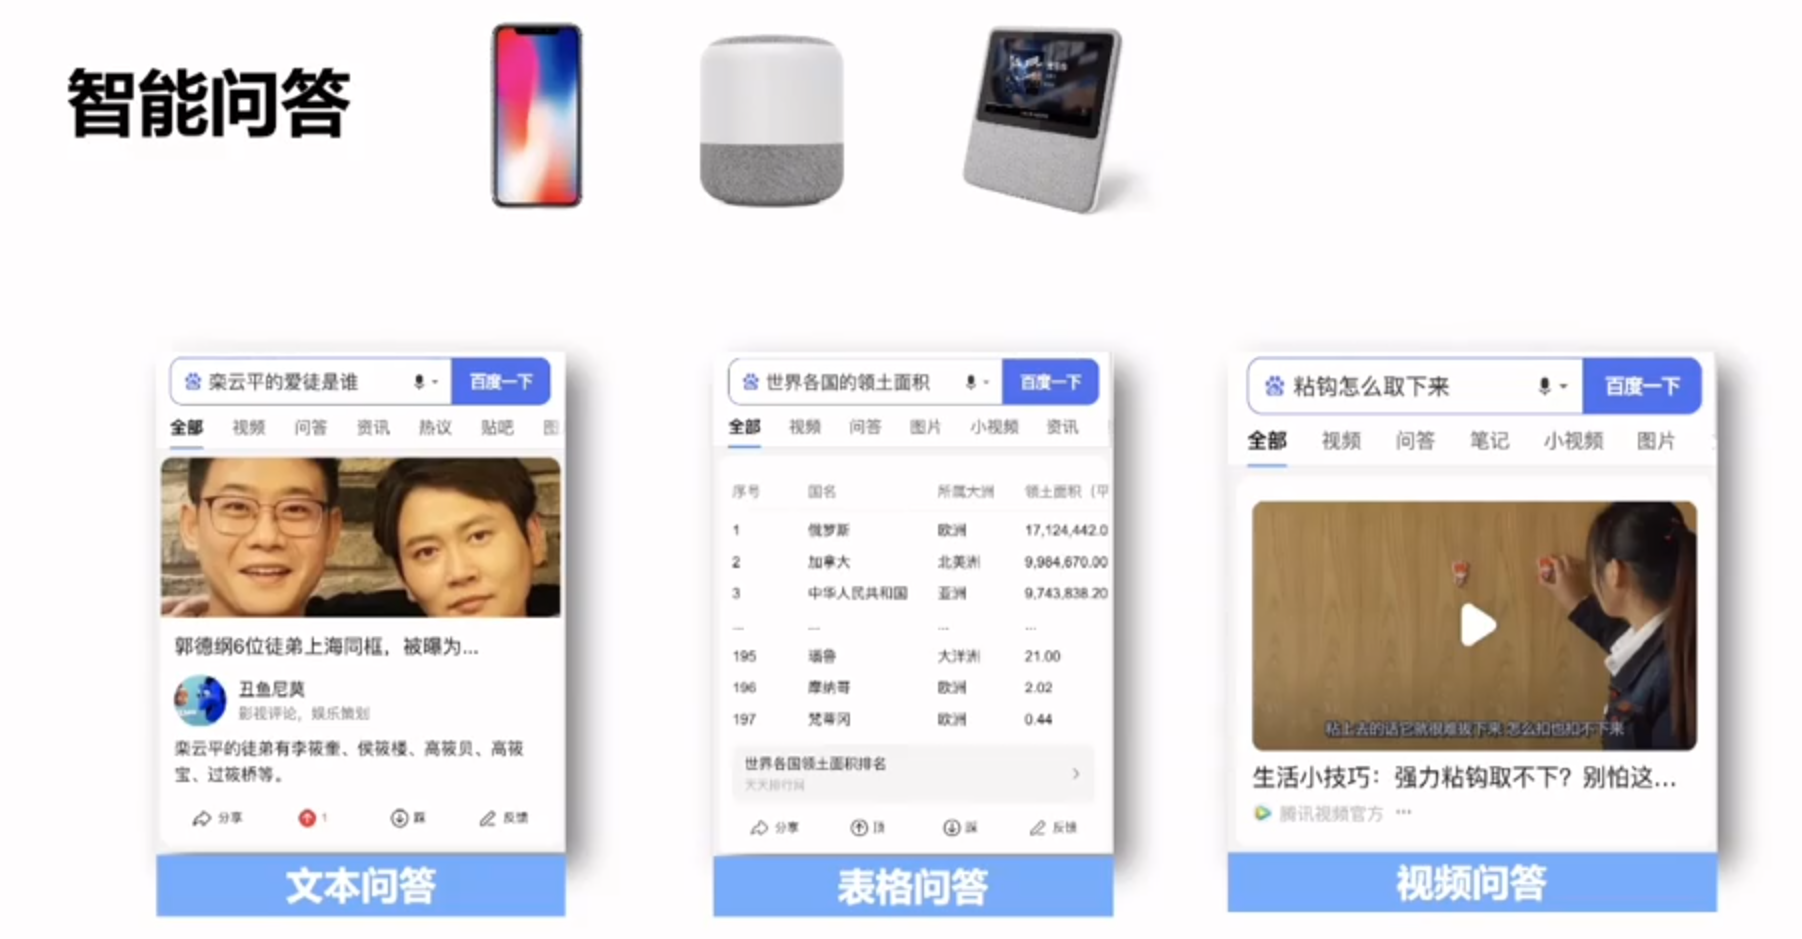 智能问答
栾云平的爱徒是谁
百度一下
全部 视频 问答 资讯 热议 贴吧 图
郭德纲6位徒弟上海同框，被曝为...
丑鱼尼莫
影视评论，娱乐策划
栾云平的徒弟有李筱奎、侯筱楼、高筱贝、高筱
宝、过筱桥等。
分享 1 踩 反馈
文本问答
世界各国的领土面积
百度一下
全部 视频 问答 图片 小视频 资讯
序号 国名 所属大洲 领土面积（平
1 俄罗斯 欧洲 17,124,442.0
2 加拿大 北美洲 9,984,670.00
3 中华人民共和国 亚洲 9,743,838.20
... ... ... ...
195 瑙鲁 大洋洲 21.00
196 摩纳哥 欧洲 2.02
197 梵蒂冈 欧洲 0.44
世界各国领土面积排名
天天排行网
分享 顶 踩 反馈
表格问答
粘钩怎么取下来
百度一下
全部 视频 问答 笔记 小视频 图片
粘上去的话它就很难拔下来 怎么扣也扣不下来
生活小技巧：强力粘钩取不下？别怕这...
腾讯视频官方 ...
视频问答